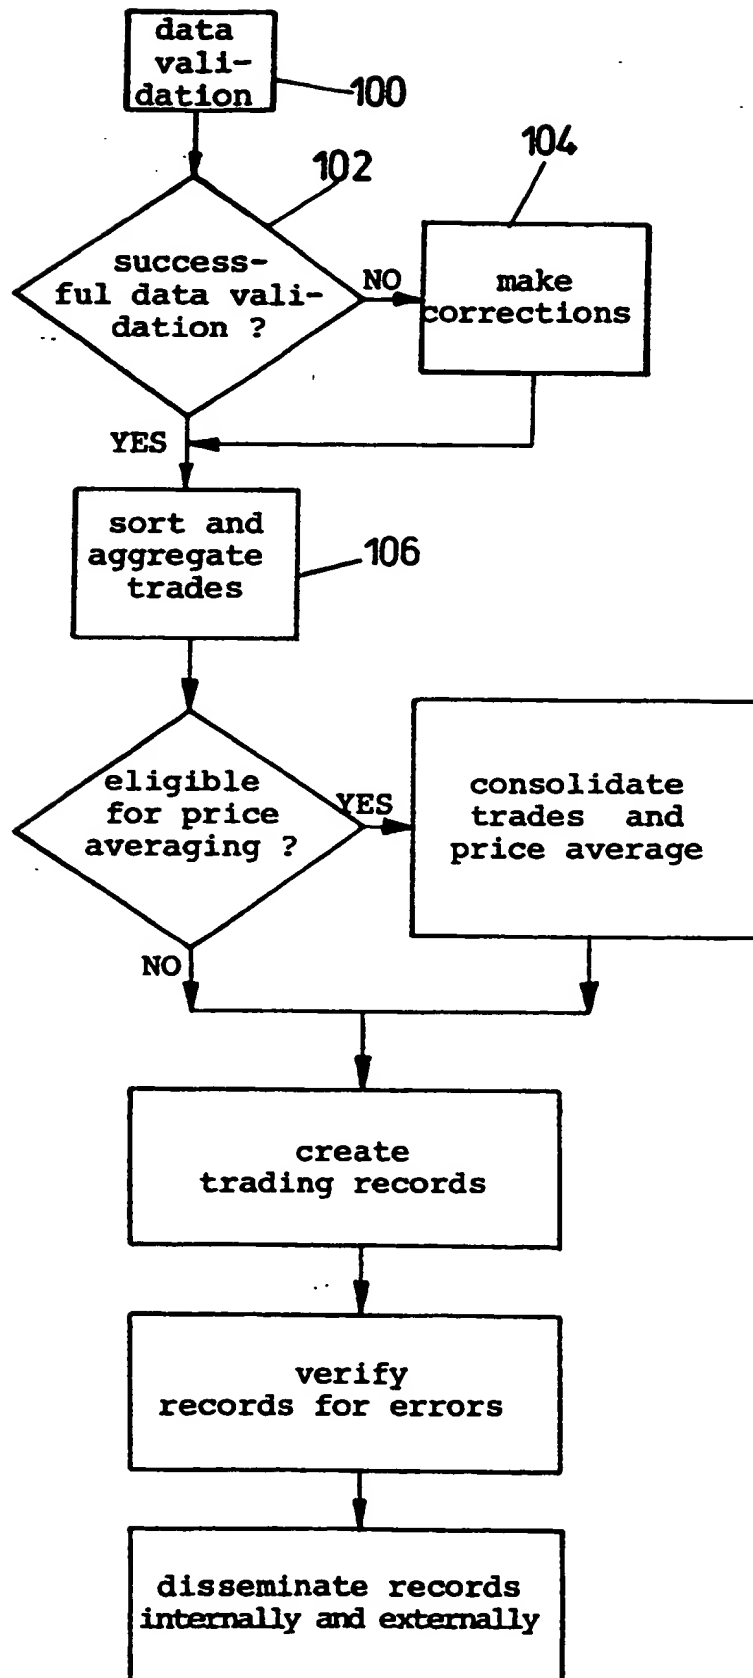 data
vali-
dation
100
102
104
success-
ful data vali-
dation ?
NO
make
corrections
YES
sort and
aggregate
trades
106
eligible
for price
averaging ?
YES
consolidate
trades and
price average
NO
create
trading records
verify
records for errors
disseminate records
internally and externally